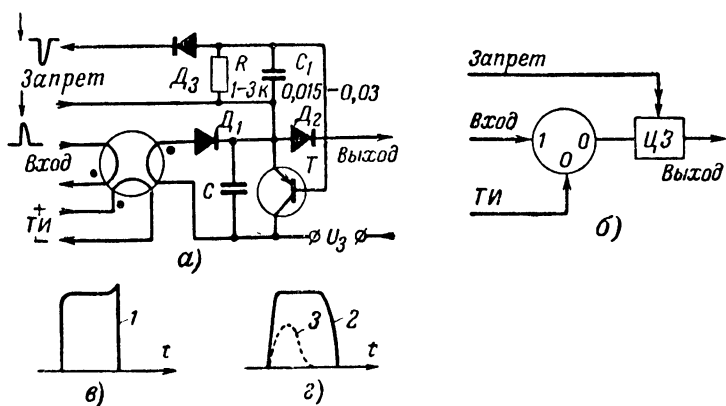 Запрет
Д3
R
1-3к
C1
0,015-0,03
Вход
Д1
Д2
Выход
T
C
+
ТИ
−
U3
а)
Запрет
Вход
1
0
0
ЦЗ
Выход
ТИ
б)
1
t
в)
3
2
t
г)